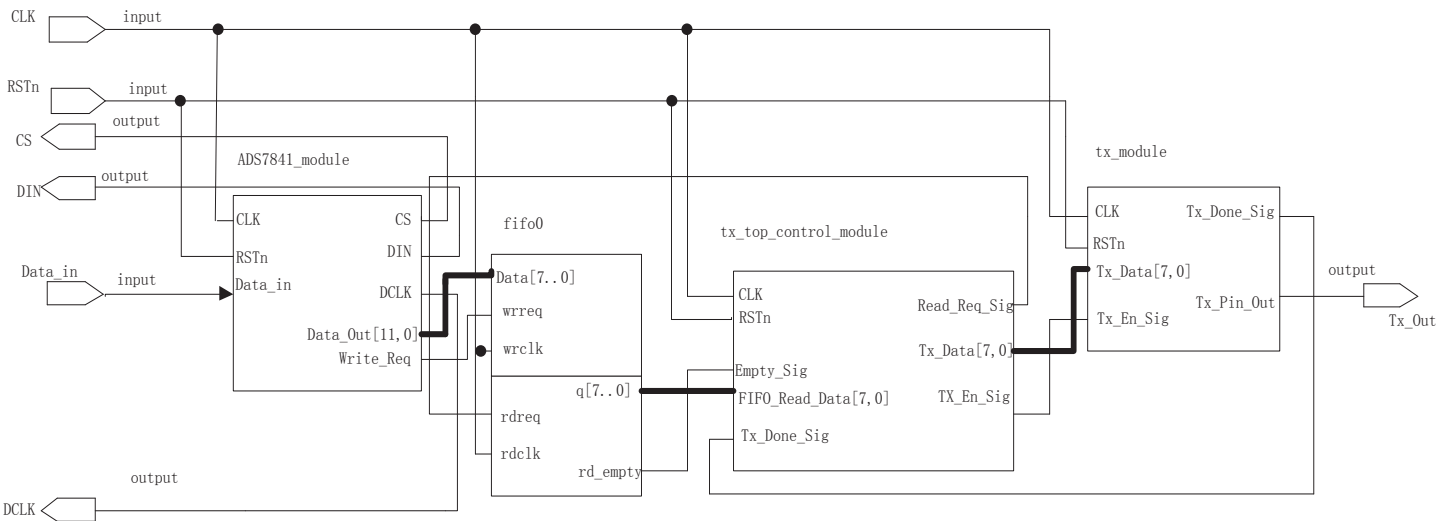 CLK
input
RSTn
input
CS
output
DIN
output
Data_in
input
DCLK
output
ADS7841_module
CLK
RSTn
Data_in
CS
DIN
DCLK
Data_Out[11,0]
Write_Req
fifo0
Data[7..0]
wrreq
wrclk
q[7..0]
rdreq
rdclk
rd_empty
tx_top_control_module
CLK
RSTn
Empty_Sig
FIFO_Read_Data[7,0]
Tx_Done_Sig
Read_Req_Sig
Tx_Data[7,0]
TX_En_Sig
tx_module
CLK
RSTn
Tx_Data[7,0]
Tx_En_Sig
Tx_Done_Sig
Tx_Pin_Out
output
Tx_Out